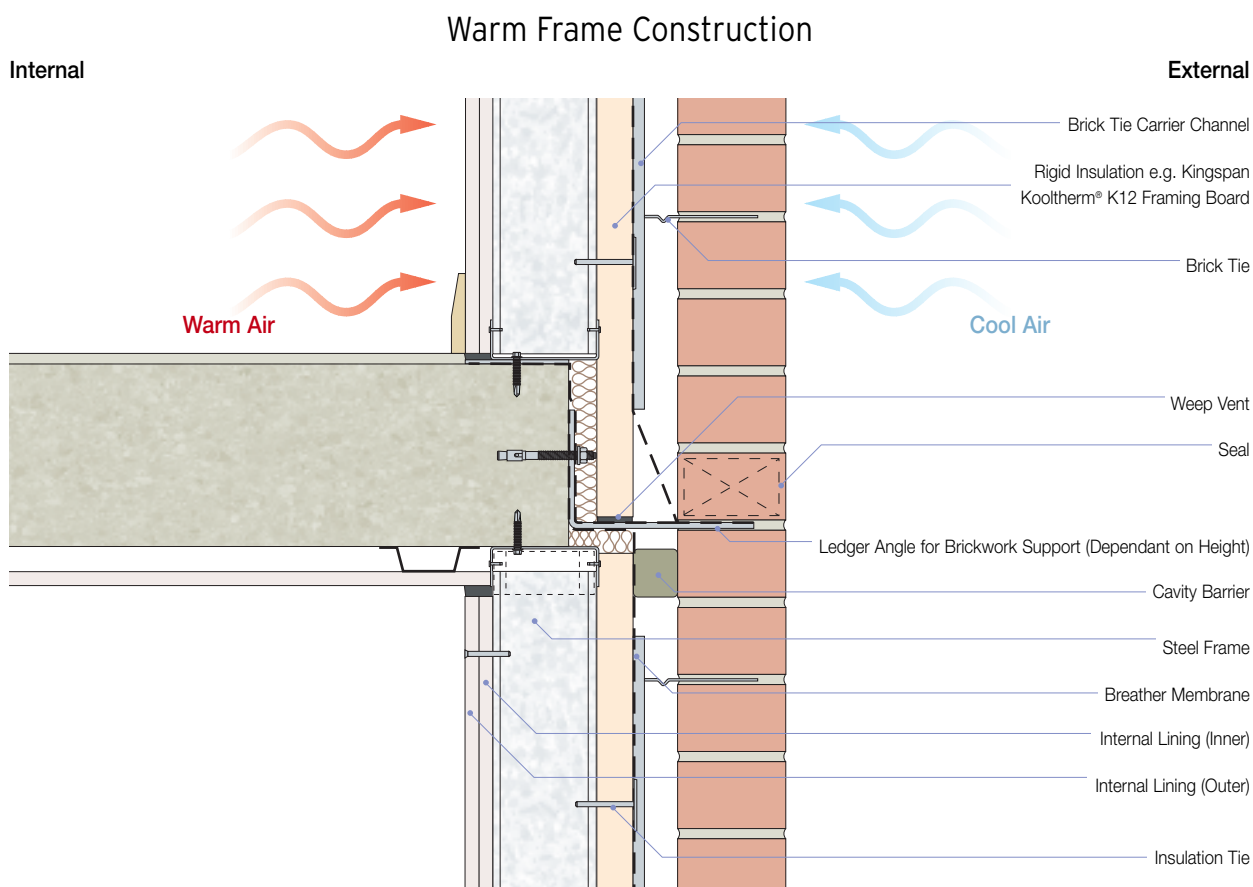 Warm Frame Construction
Internal
External
Brick Tie Carrier Channel
Rigid Insulation e.g. Kingspan
Kooltherm® K12 Framing Board
Brick Tie
Warm Air
Cool Air
Weep Vent
Seal
Ledger Angle for Brickwork Support (Dependant on Height)
Cavity Barrier
Steel Frame
Breather Membrane
Internal Lining (Inner)
Internal Lining (Outer)
Insulation Tie